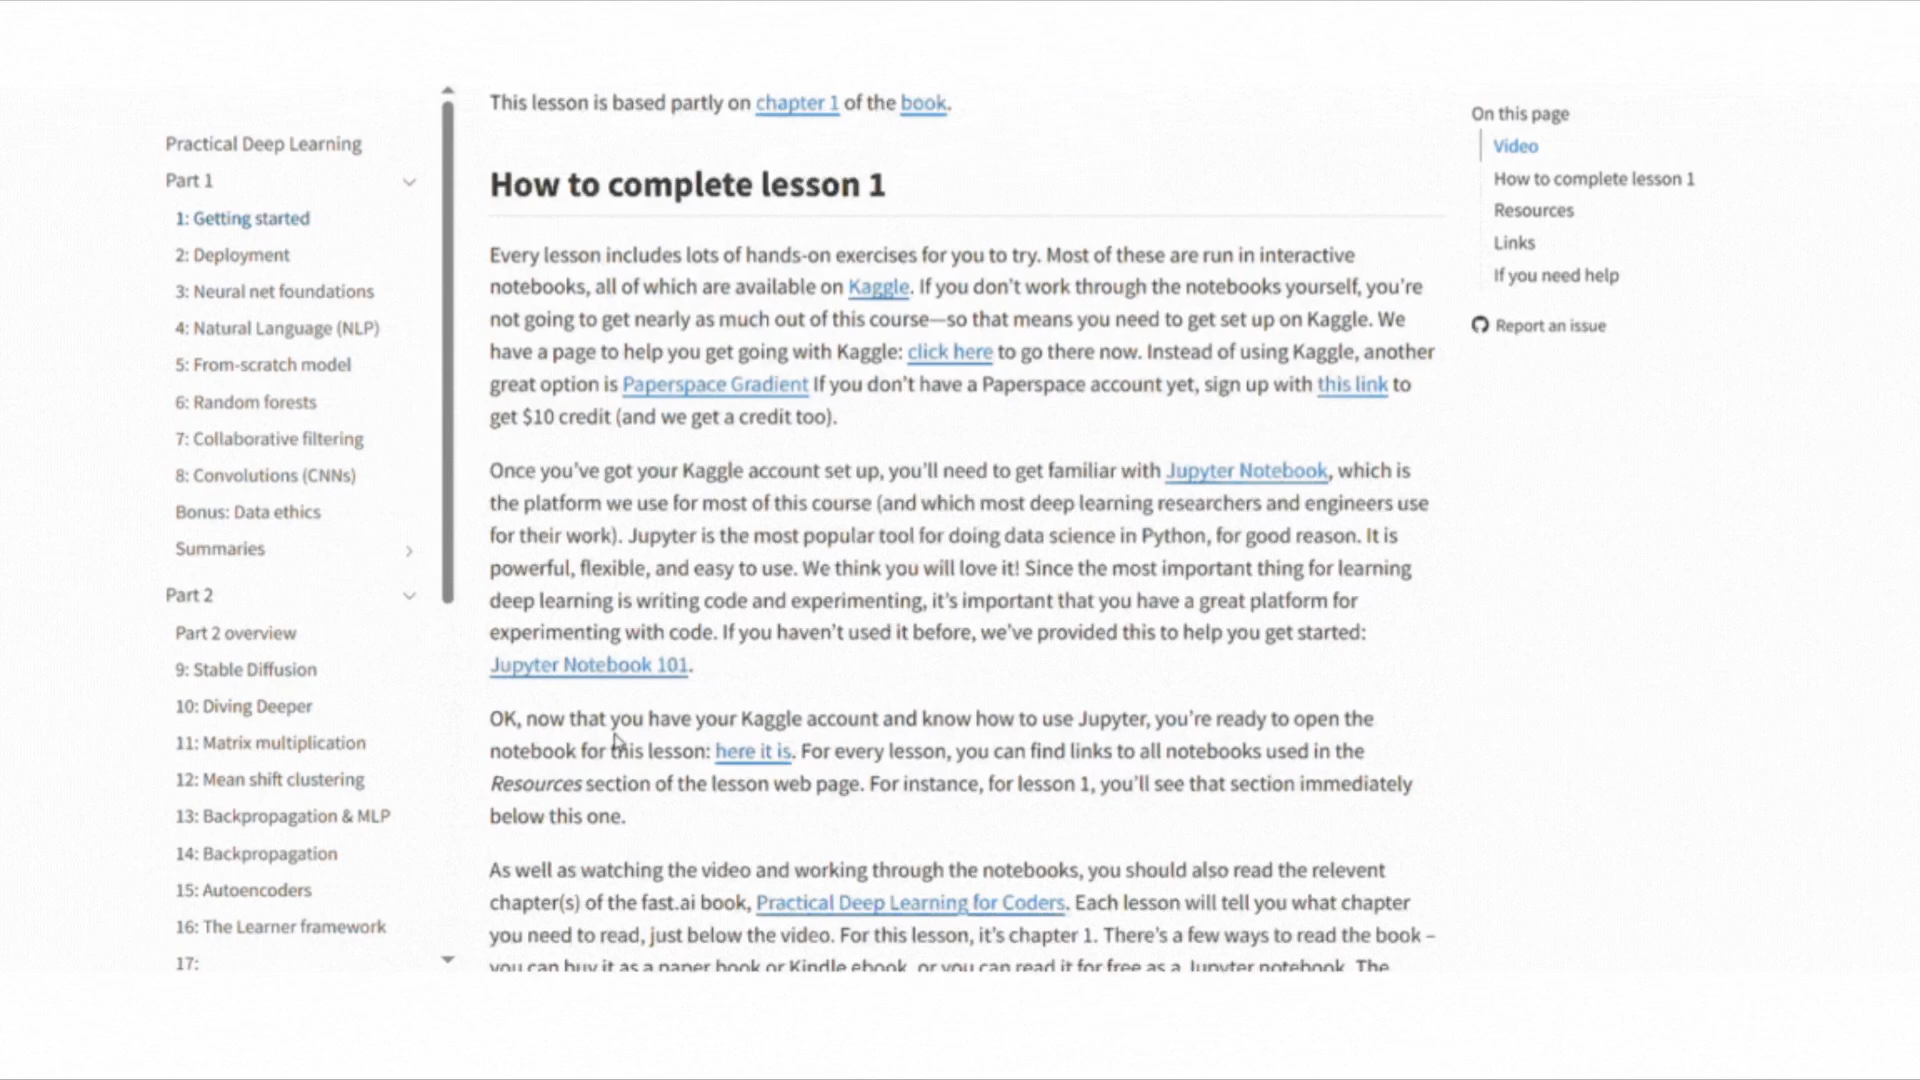 Practical Deep Learning
Part 1
1: Getting started
2: Deployment
3: Neural net foundations
4: Natural Language (NLP)
5: From-scratch model
6: Random forests
7: Collaborative filtering
8: Convolutions (CNNs)
Bonus: Data ethics
Summaries
Part 2
Part 2 overview
9: Stable Diffusion
10: Diving Deeper
11: Matrix multiplication
12: Mean shift clustering
13: Backpropagation & MLP
14: Backpropagation
15: Autoencoders
16: The Learner framework
17:
This lesson is based partly on chapter 1 of the book.
How to complete lesson 1
Every lesson includes lots of hands-on exercises for you to try. Most of these are run in interactive
notebooks, all of which are available on Kaggle. If you don’t work through the notebooks yourself, you’re
not going to get nearly as much out of this course—so that means you need to get set up on Kaggle. We
have a page to help you get going with Kaggle: click here to go there now. Instead of using Kaggle, another
great option is Paperspace Gradient If you don’t have a Paperspace account yet, sign up with this link to
get $10 credit (and we get a credit too).
Once you’ve got your Kaggle account set up, you’ll need to get familiar with Jupyter Notebook, which is
the platform we use for most of this course (and which most deep learning researchers and engineers use
for their work). Jupyter is the most popular tool for doing data science in Python, for good reason. It is
powerful, flexible, and easy to use. We think you will love it! Since the most important thing for learning
deep learning is writing code and experimenting, it’s important that you have a great platform for
experimenting with code. If you haven’t used it before, we’ve provided this to help you get started:
Jupyter Notebook 101.
OK, now that you have your Kaggle account and know how to use Jupyter, you’re ready to open the
notebook for this lesson: here it is. For every lesson, you can find links to all notebooks used in the
Resources section of the lesson web page. For instance, for lesson 1, you’ll see that section immediately
below this one.
As well as watching the video and working through the notebooks, you should also read the relevent
chapter(s) of the fast.ai book, Practical Deep Learning for Coders. Each lesson will tell you what chapter
you need to read, just below the video. For this lesson, it’s chapter 1. There’s a few ways to read the book –
you can buy it as a paper book or Kindle ebook, or you can read it for free as a Jupyter notebook. The
On this page
Video
How to complete lesson 1
Resources
Links
If you need help
Report an issue